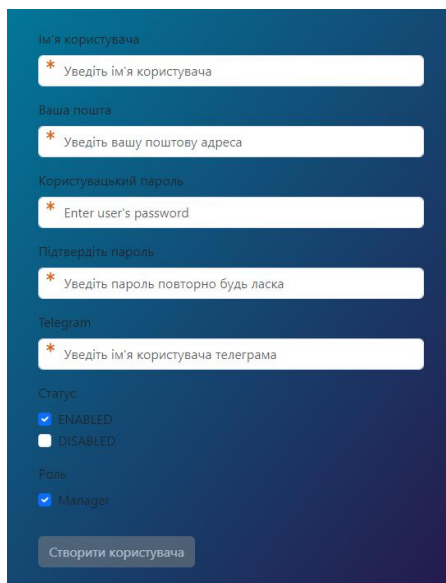 Ім'я користувача
* Уведіть ім'я користувача
Ваша пошта
* Уведіть вашу поштову адреса
Користувацький пароль
* Enter user's password
Підтвердіть пароль
* Уведіть пароль повторно будь ласка
Telegram
* Уведіть ім'я користувача телеграма
Статус
ENABLED
DISABLED
Роль
Manager
Створити користувача